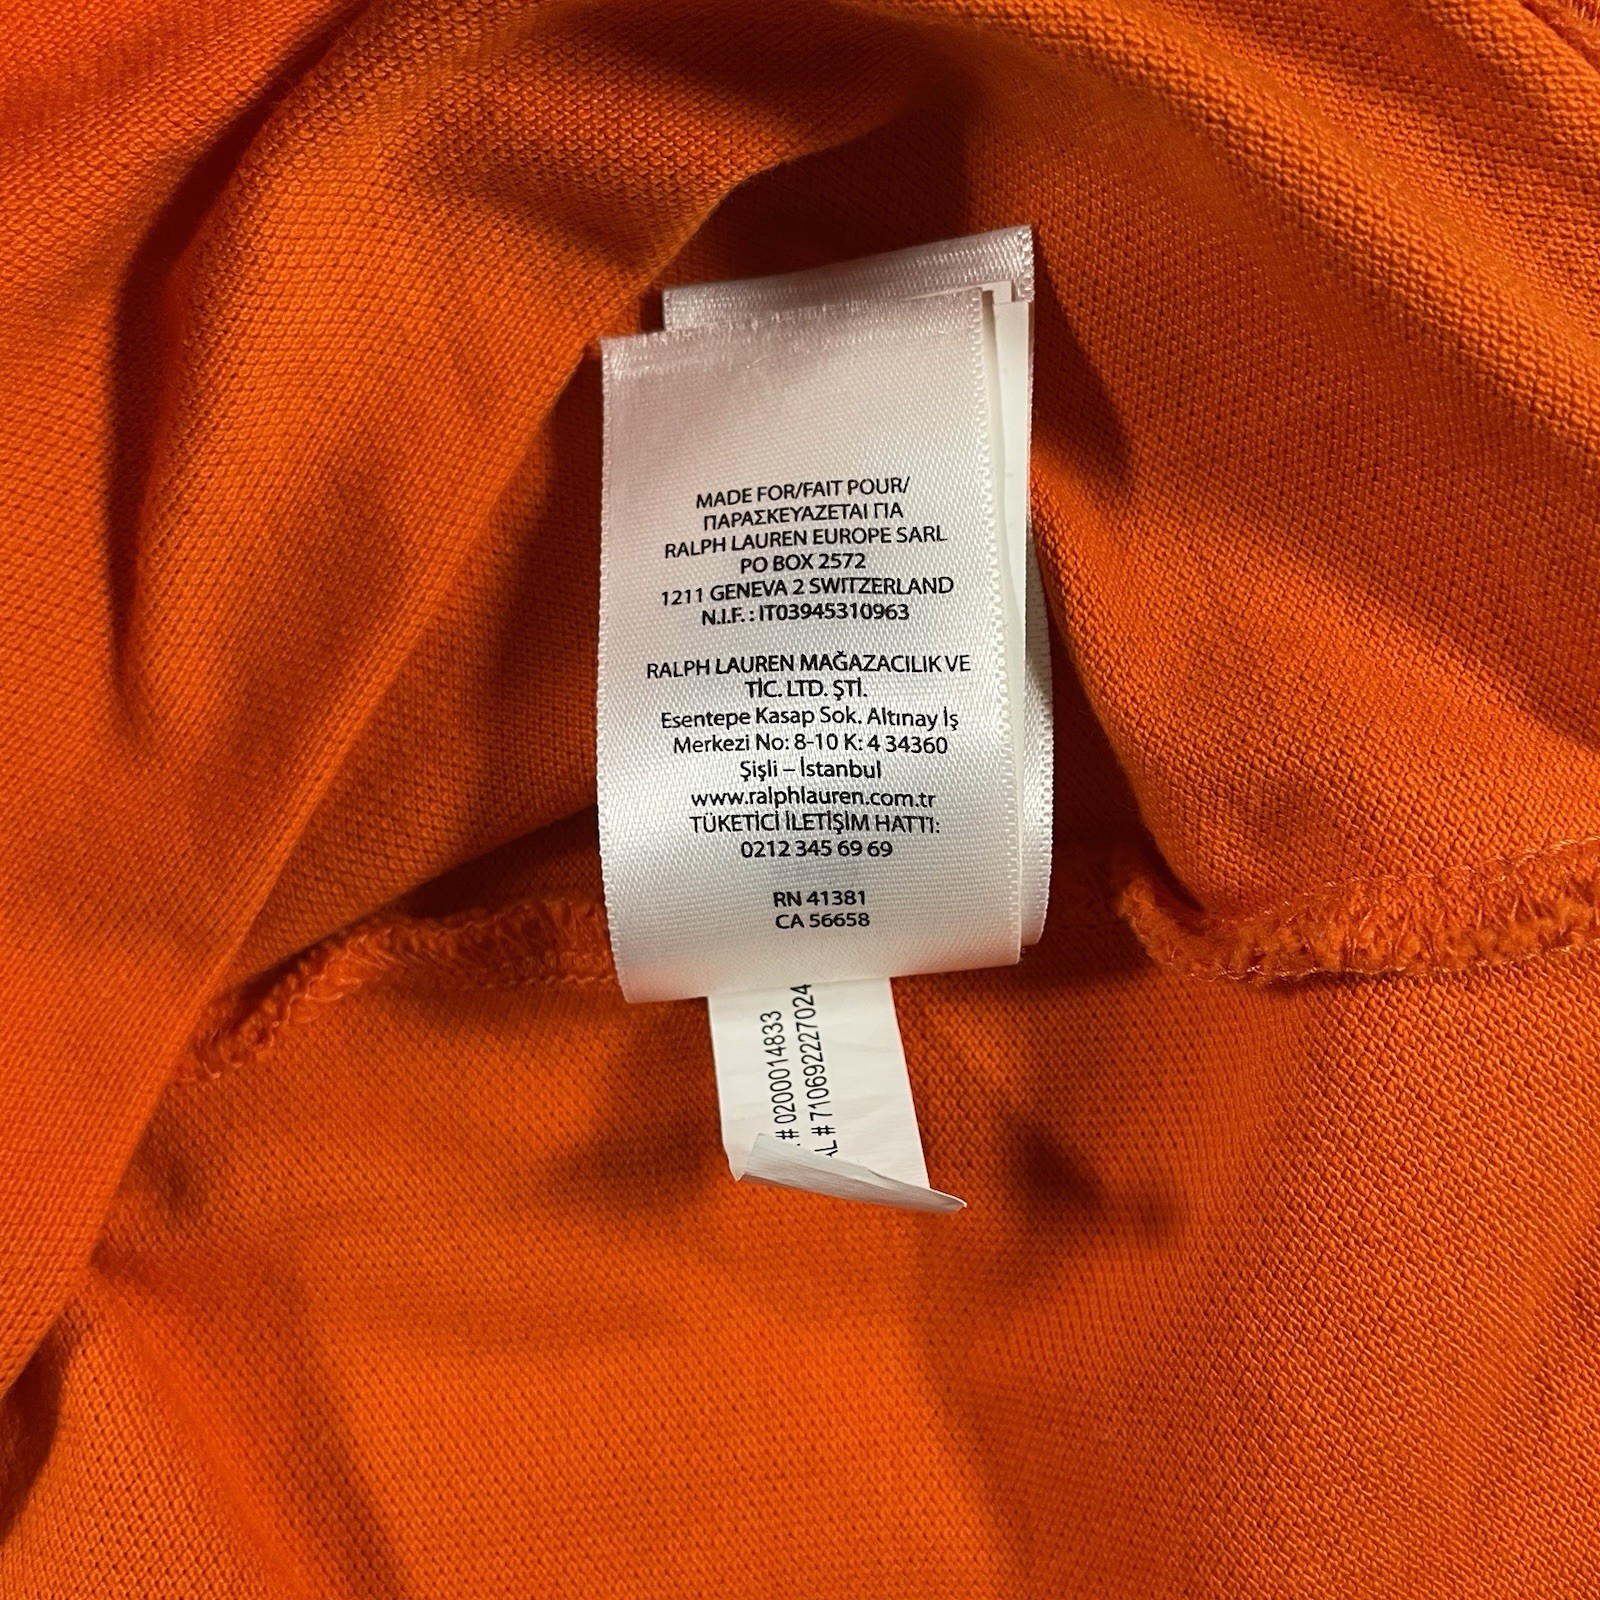 MADE FOR/FAIT POUR/
ΠΑΡΑΣΚΕΥΑΖΕΤΑΙ ΓΙΑ
RALPH LAUREN EUROPE SARL
PO BOX 2572
1211 GENEVA 2 SWITZERLAND
N.I.F. : IT03945310963
RALPH LAUREN MAĞAZACILIK VE
TİC. LTD. ŞTİ.
Esentepe Kasap Sok. Altınay İş
Merkezi No: 8-10 K: 4 34360
Şişli – İstanbul
www.ralphlauren.com.tr
TÜKETİCİ İLETİŞİM HATTI:
0212 345 69 69
RN 41381
CA 56658
# 0200014833
# 710692227024